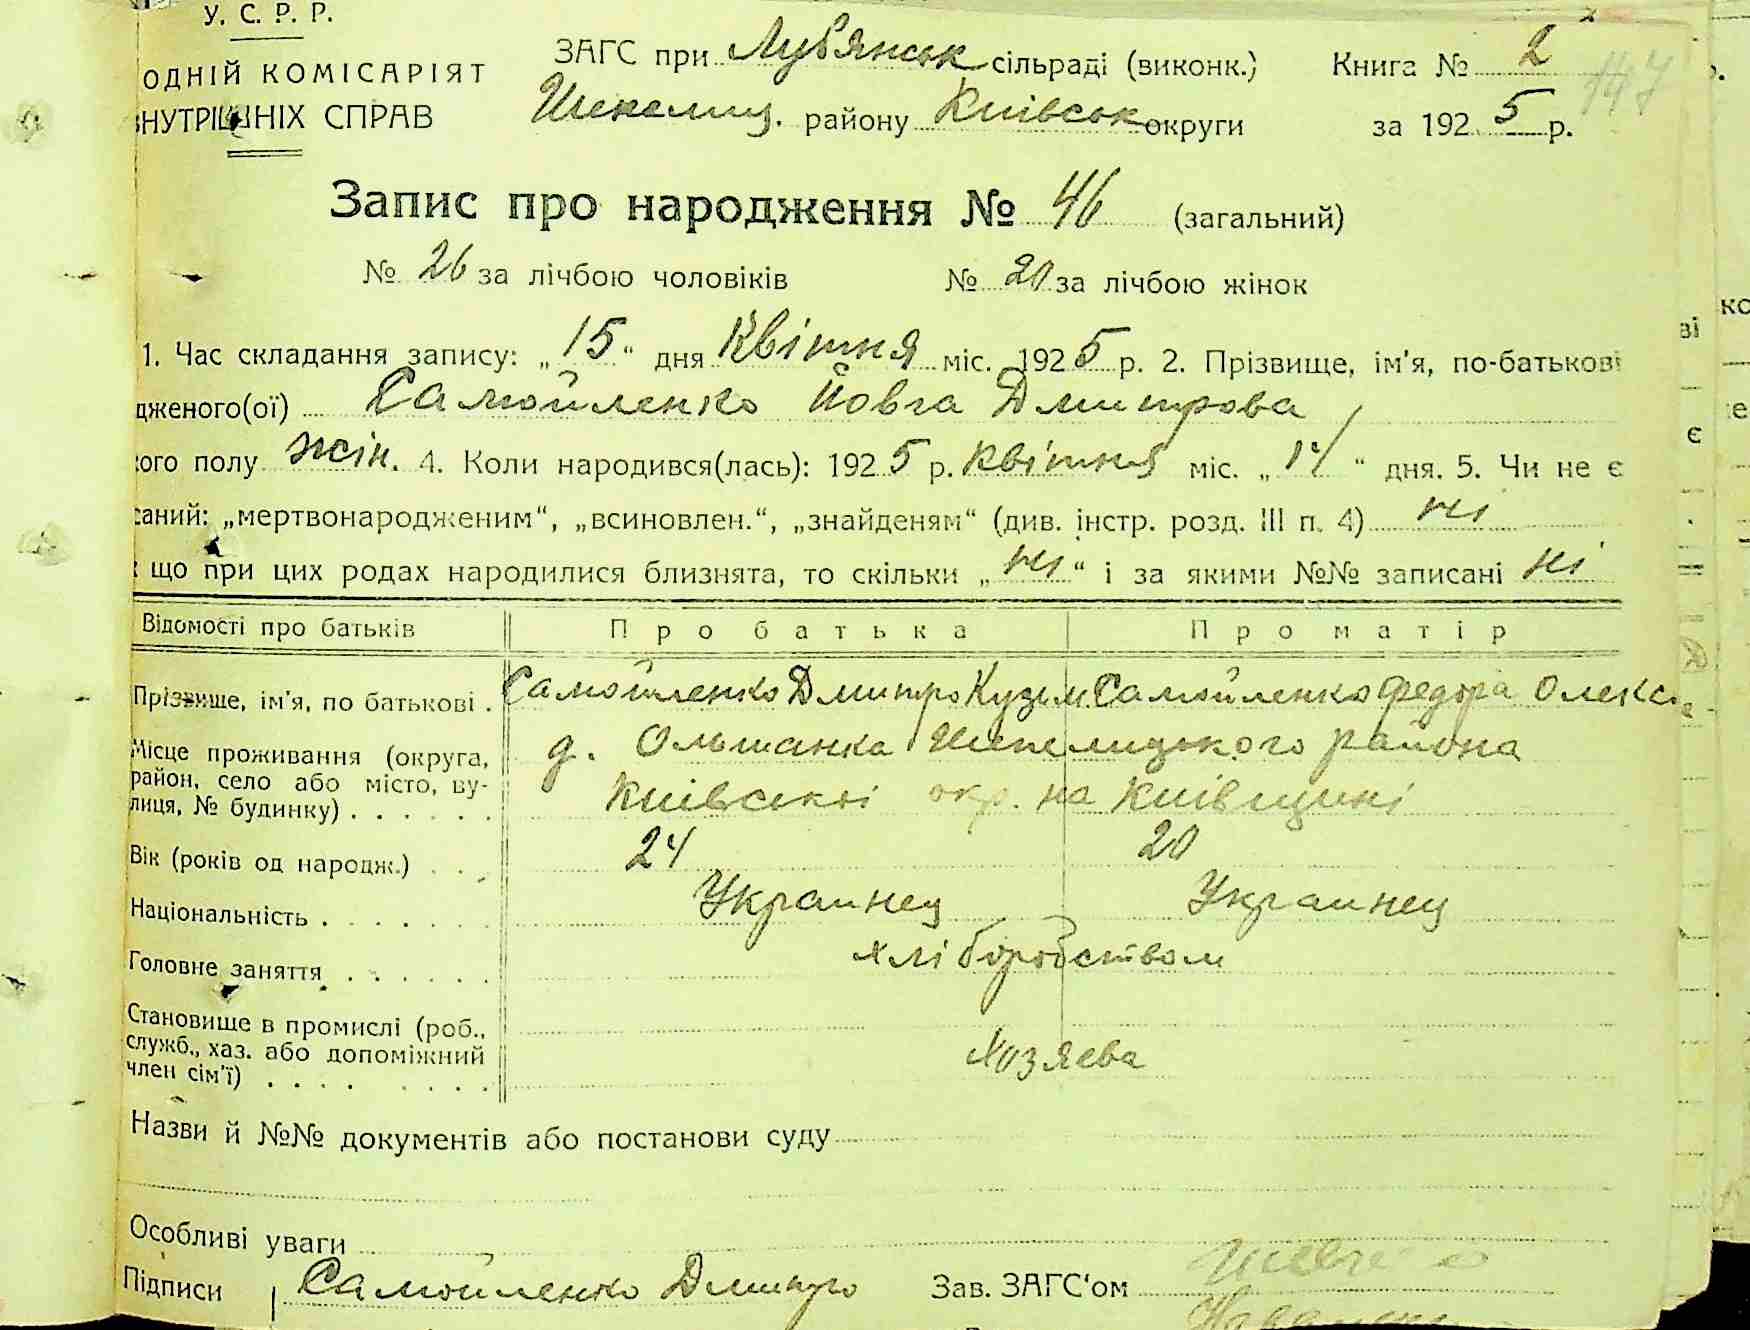 У. С. Р. Р.
ОДНІЙ КОМІСАРІЯТ
ВНУТРІШНІХ СПРАВ
ЗАГС при Лубянськ сільраді (виконк.)
Шепелиц. району Київськ округи
Книга № 2
147
за 1925 р.
Запис про народження № 46 (загальний)
№ 26 за лічбою чоловіків № 20 за лічбою жінок
1. Час складання запису: „15“ дня Квітня міс. 1925 р. 2. Прізвище, ім'я, по-батькові
дженого(ої) Самойленко Йовга Дмитрова
кого полу жін. 4. Коли народився(лась): 1925 р. квітня міс. „14“ дня. 5. Чи не є
саний: „мертвонародженим“, „всиновлен.“, „знайденям“ (див. інстр. розд. III п. 4) ні
що при цих родах народилися близнята, то скільки „ні“ і за якими №№ записані ні
Відомості про батьків Про батька Про матір
Прізвище, ім'я, по батькові . Самойленко Дмитро Кузьм Самойленко Федора Олекс
Місце проживання (округа, район, село або місто, вулиця, № будинку) . . . . . . д. Ольшанка Шепелицького района
Київської окр. на Київщині
Вік (років од народж.) . . . 24 20
Національність . . . . . . Украинец Украинец
Головне заняття . . . . . . хліборобством
Становище в промислі (роб., служб., хаз. або допоміжний член сім'ї) . . . . . . . . Хозяева
Назви й №№ документів або постанови суду
Особливі уваги
Підписи Самойленко Дмитро Зав. ЗАГС'ом